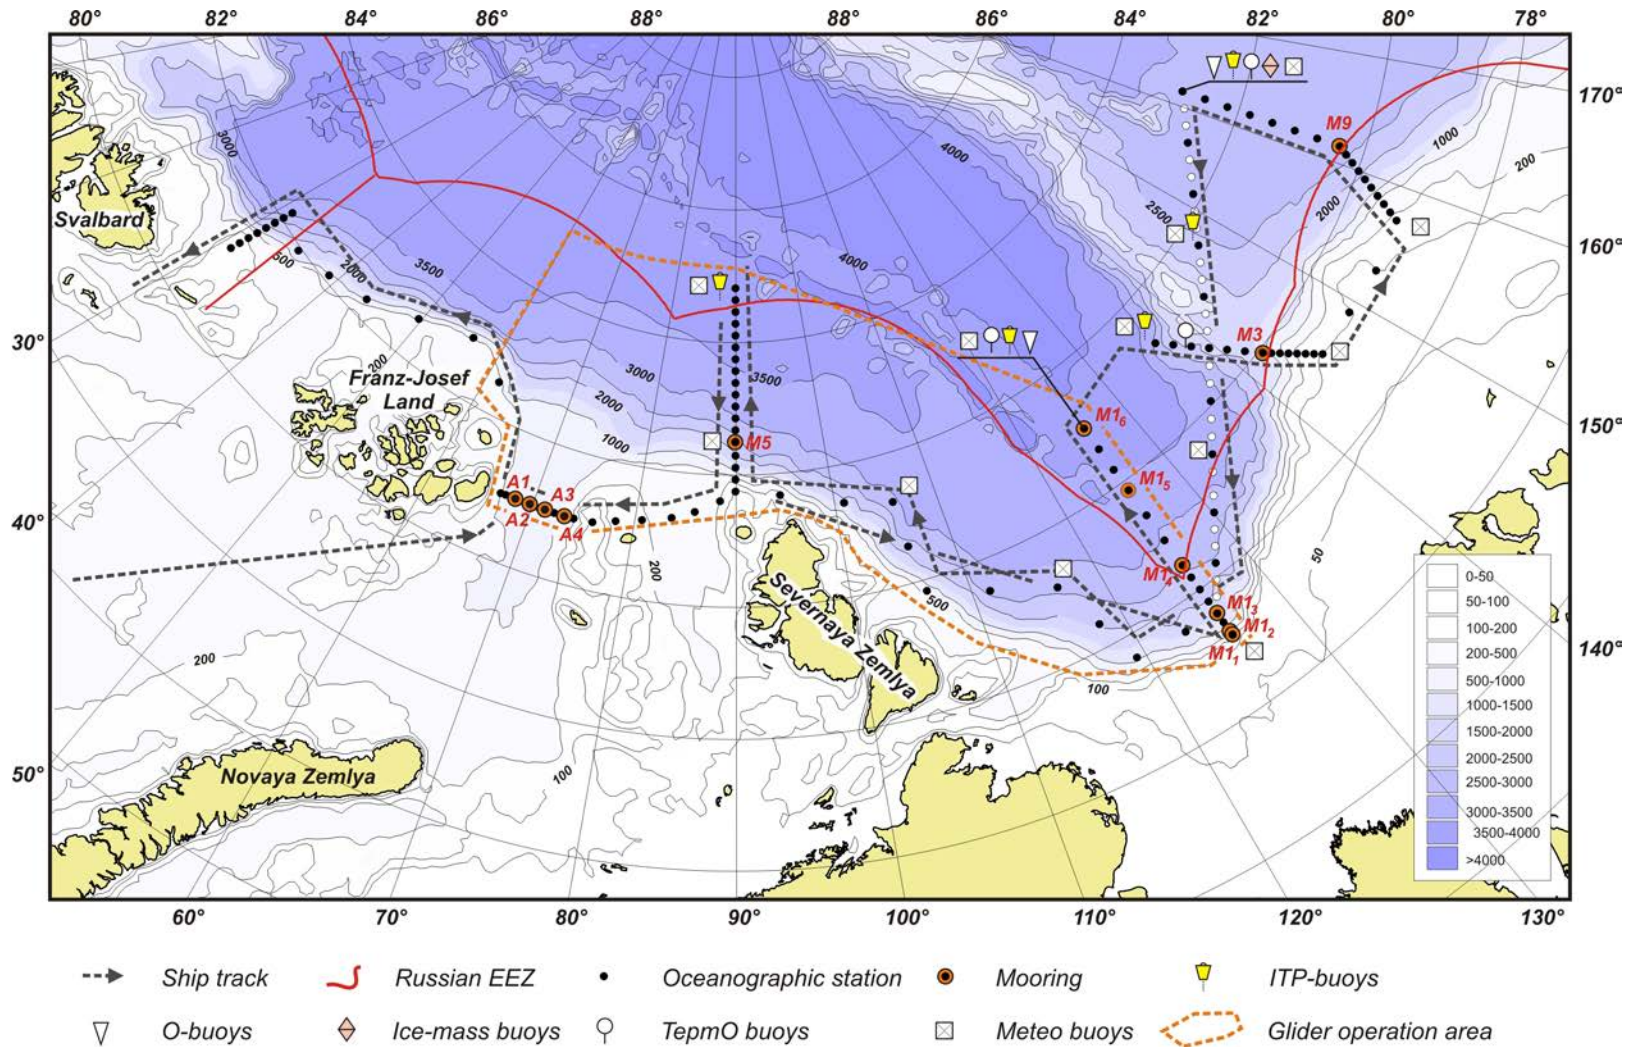 80° 82° 84° 86° 88° 88° 86° 84° 82° 80° 78°
170°
160°
150°
140°
30°
40°
50°
60° 70° 80° 90° 100° 110° 120° 130°
Svalbard
Franz-Josef
Land
Novaya Zemlya
Severnaya Zemlya
M9
M3
M1₆
M1₅
M1₄
M1₃
M1₂
M1₁
M5
A1
A3
A2
A4
3000
4000
1000
200
2000
2500
500
2000
3500
4000
200
3000
3500
2000
1000
50
200
500
200
100
100
0-50
50-100
100-200
200-500
500-1000
1000-1500
1500-2000
2000-2500
2500-3000
3000-3500
3500-4000
>4000
Ship track Russian EEZ Oceanographic station Mooring ITP-buoys
O-buoys Ice-mass buoys TepmO buoys Meteo buoys Glider operation area